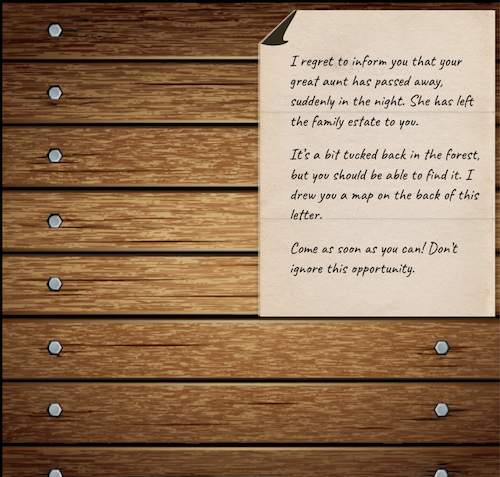 I regret to inform you that your
great aunt has passed away,
suddenly in the night. She has left
the family estate to you.
It's a bit tucked back in the forest,
but you should be able to find it. I
drew you a map on the back of this
letter.
Come as soon as you can! Don't
ignore this opportunity.